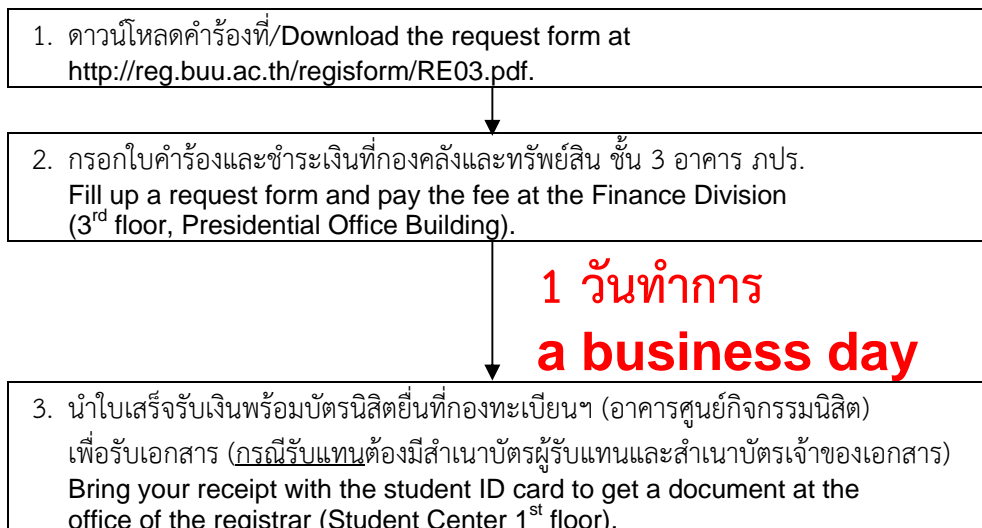 1. ดาวน์โหลดคำร้องที่/Download the request form at
http://reg.buu.ac.th/regisform/RE03.pdf.
2. กรอกใบคำร้องและชำระเงินที่กองคลังและทรัพย์สิน ชั้น 3 อาคาร ภปร.
Fill up a request form and pay the fee at the Finance Division
(3rd floor, Presidential Office Building).
1 วันทำการ
a business day
3. นำใบเสร็จรับเงินพร้อมบัตรนิสิตยื่นที่กองทะเบียนฯ (อาคารศูนย์กิจกรรมนิสิต)
เพื่อรับเอกสาร (กรณีรับแทนต้องมีสำเนาบัตรผู้รับแทนและสำเนาบัตรเจ้าของเอกสาร)
Bring your receipt with the student ID card to get a document at the
office of the registrar (Student Center 1st floor).